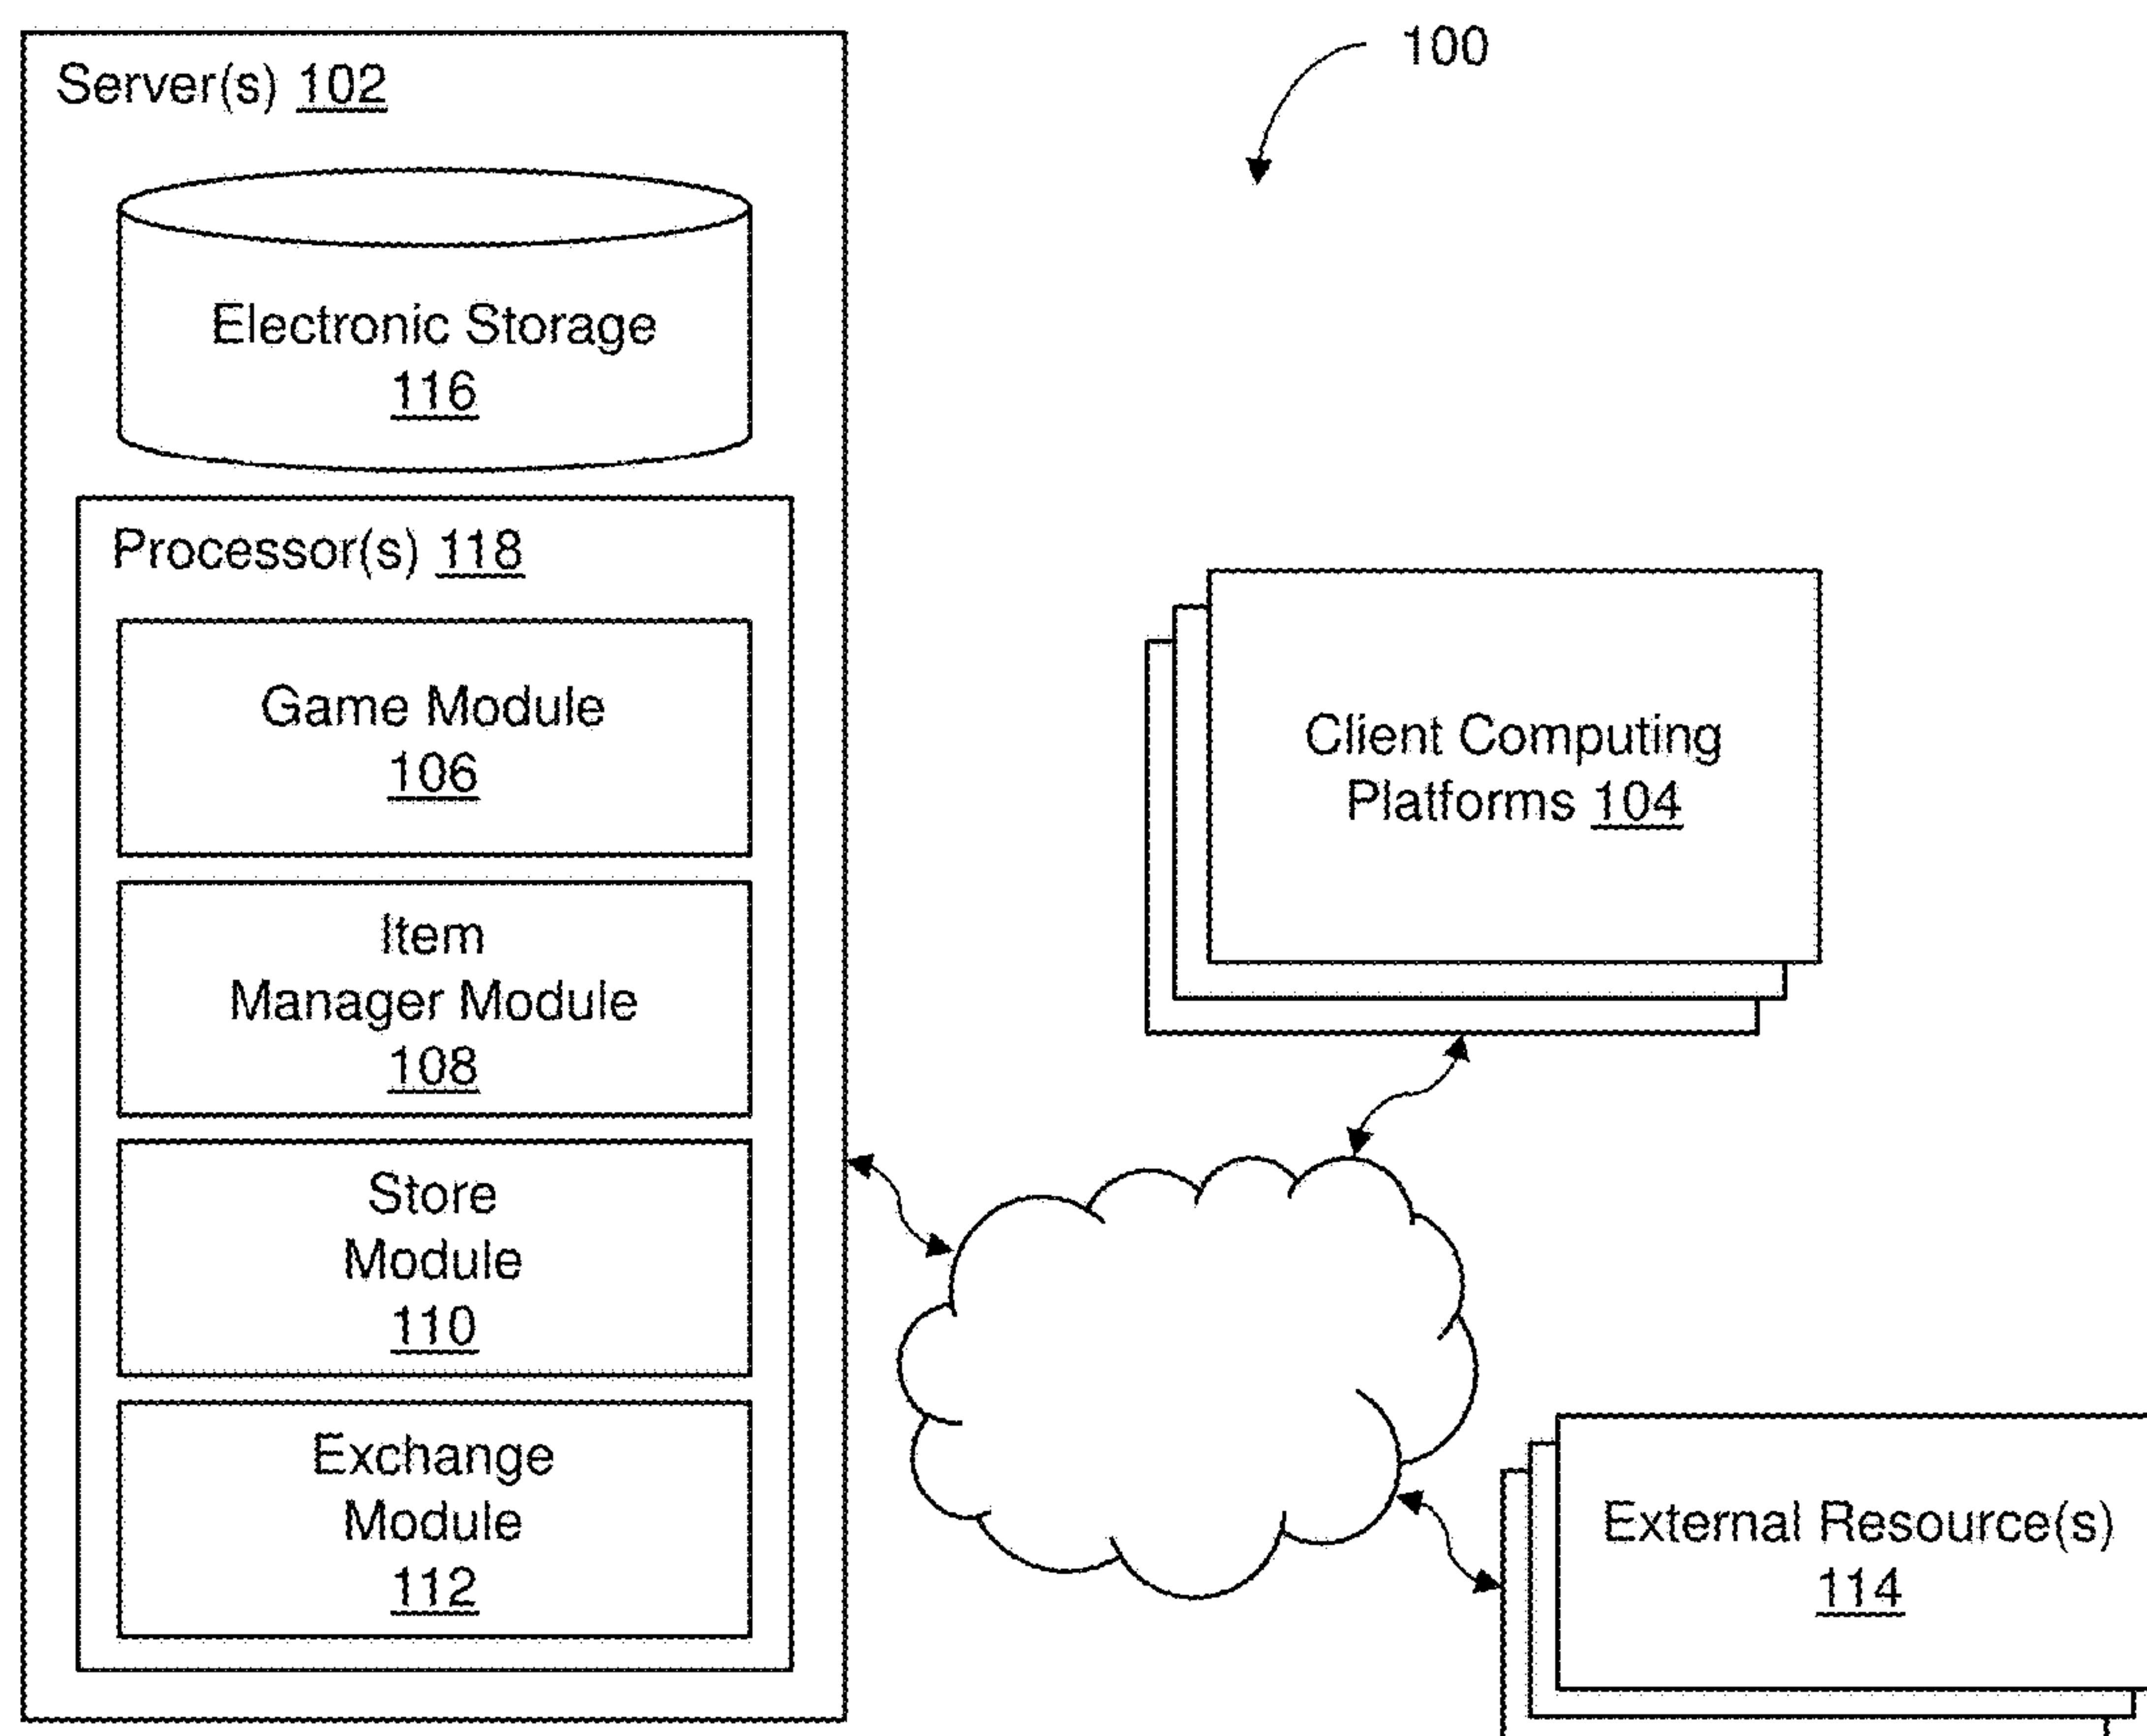 100
Server(s) 102
Electronic Storage
116
Processor(s) 118
Game Module
106
Item
Manager Module
108
Store
Module
110
Exchange
Module
112
Client Computing
Platforms 104
External Resource(s)
114